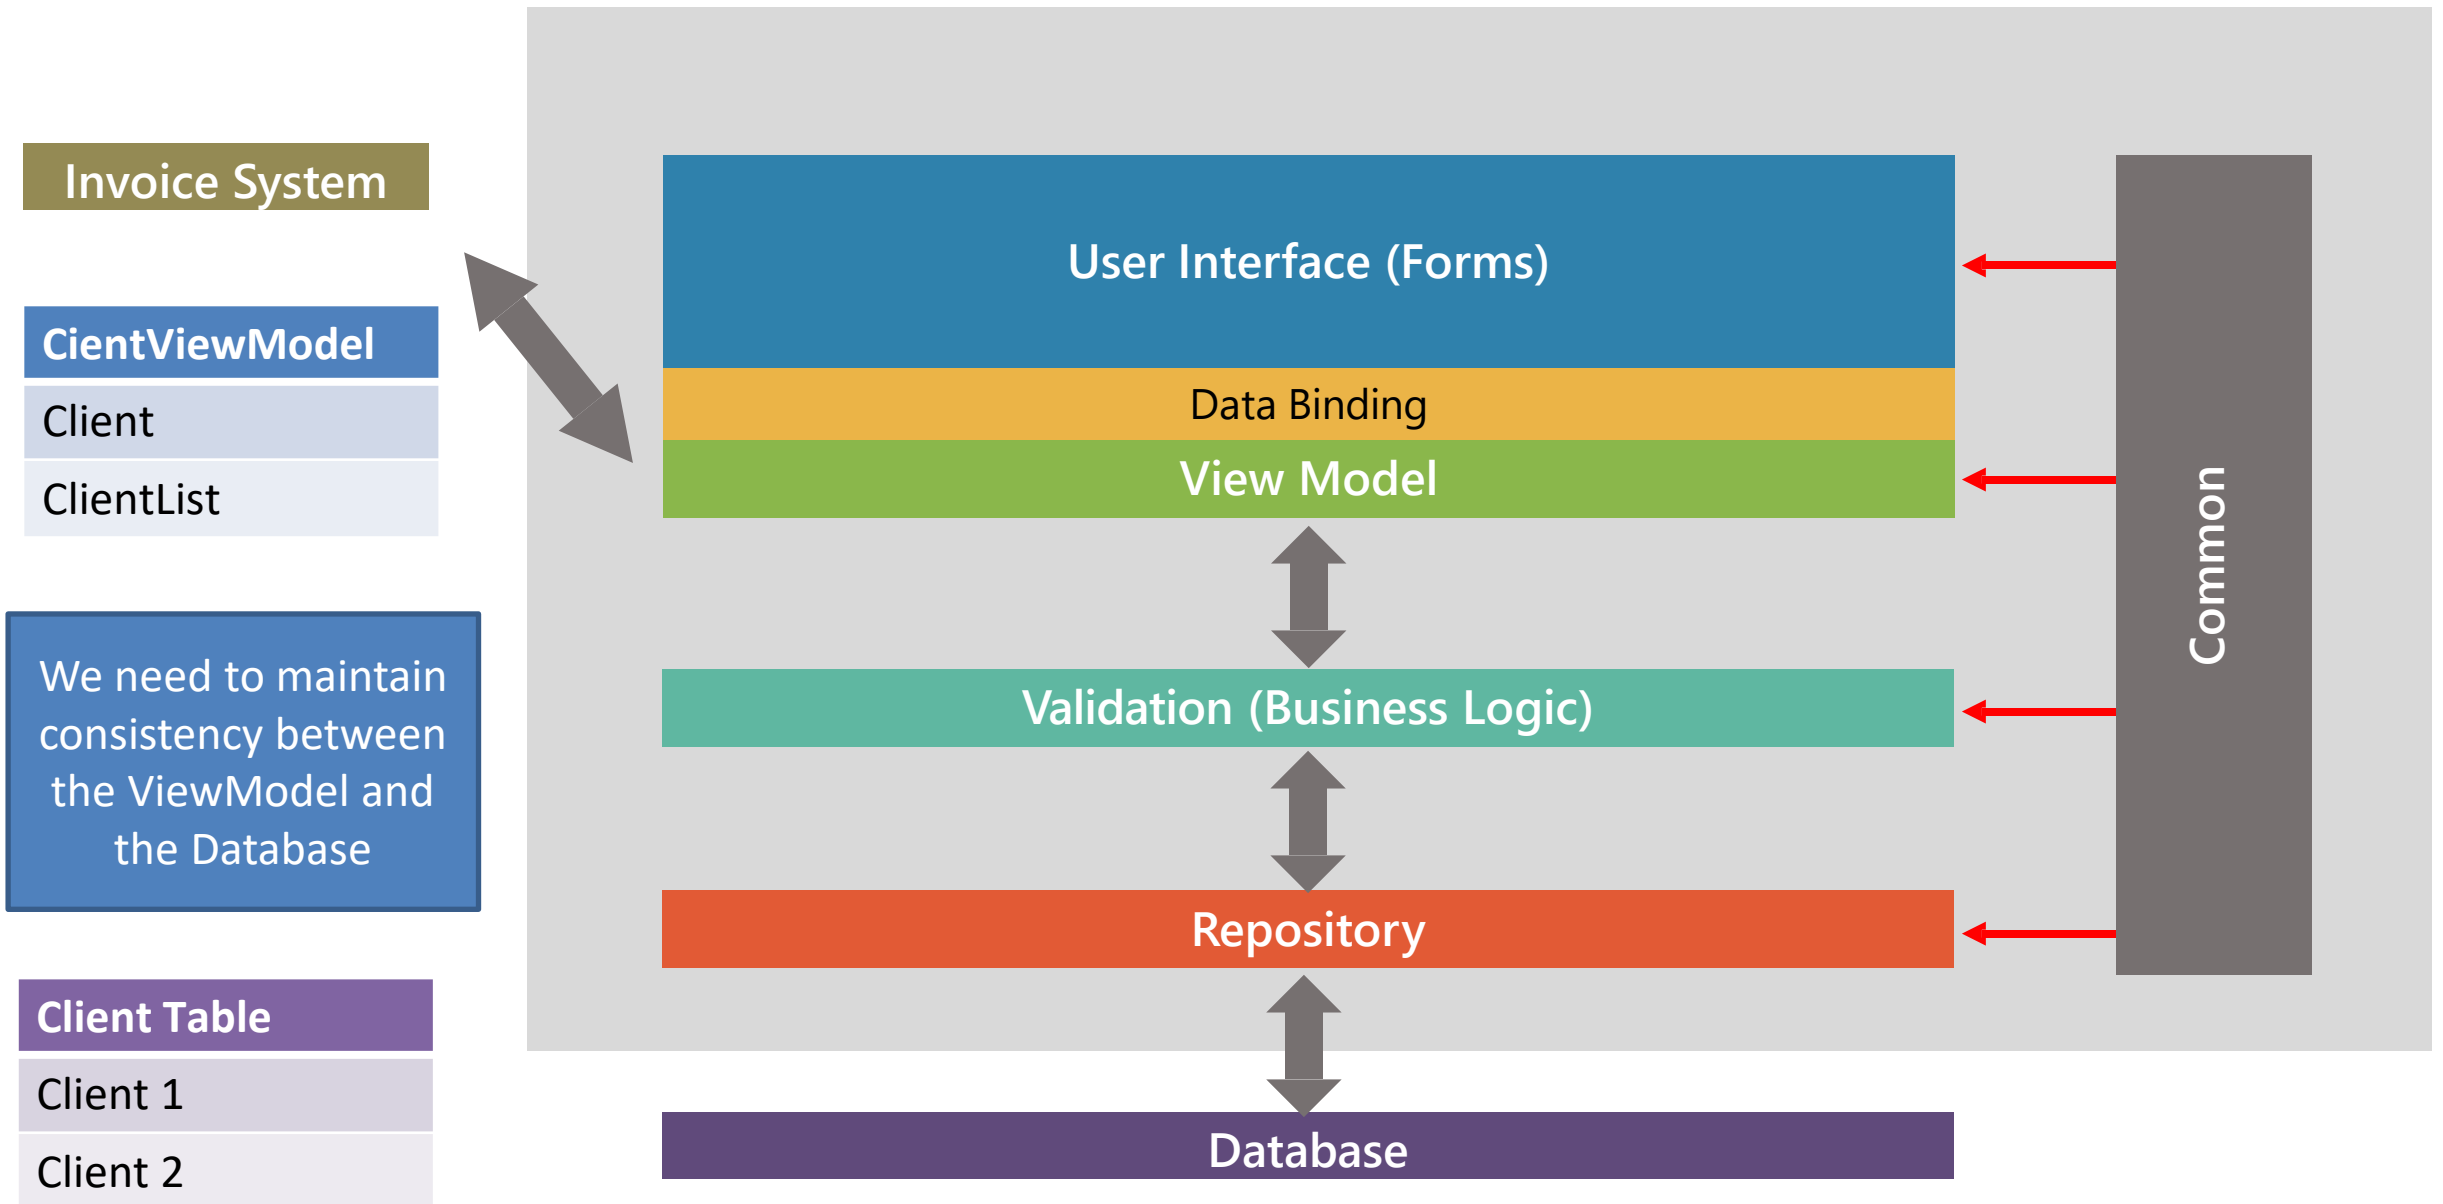 Invoice System
CientViewModel
Client
ClientList
We need to maintain
consistency between
the ViewModel and
the Database
Client Table
Client 1
Client 2
User Interface (Forms)
Data Binding
View Model
Validation (Business Logic)
Repository
Database
Common